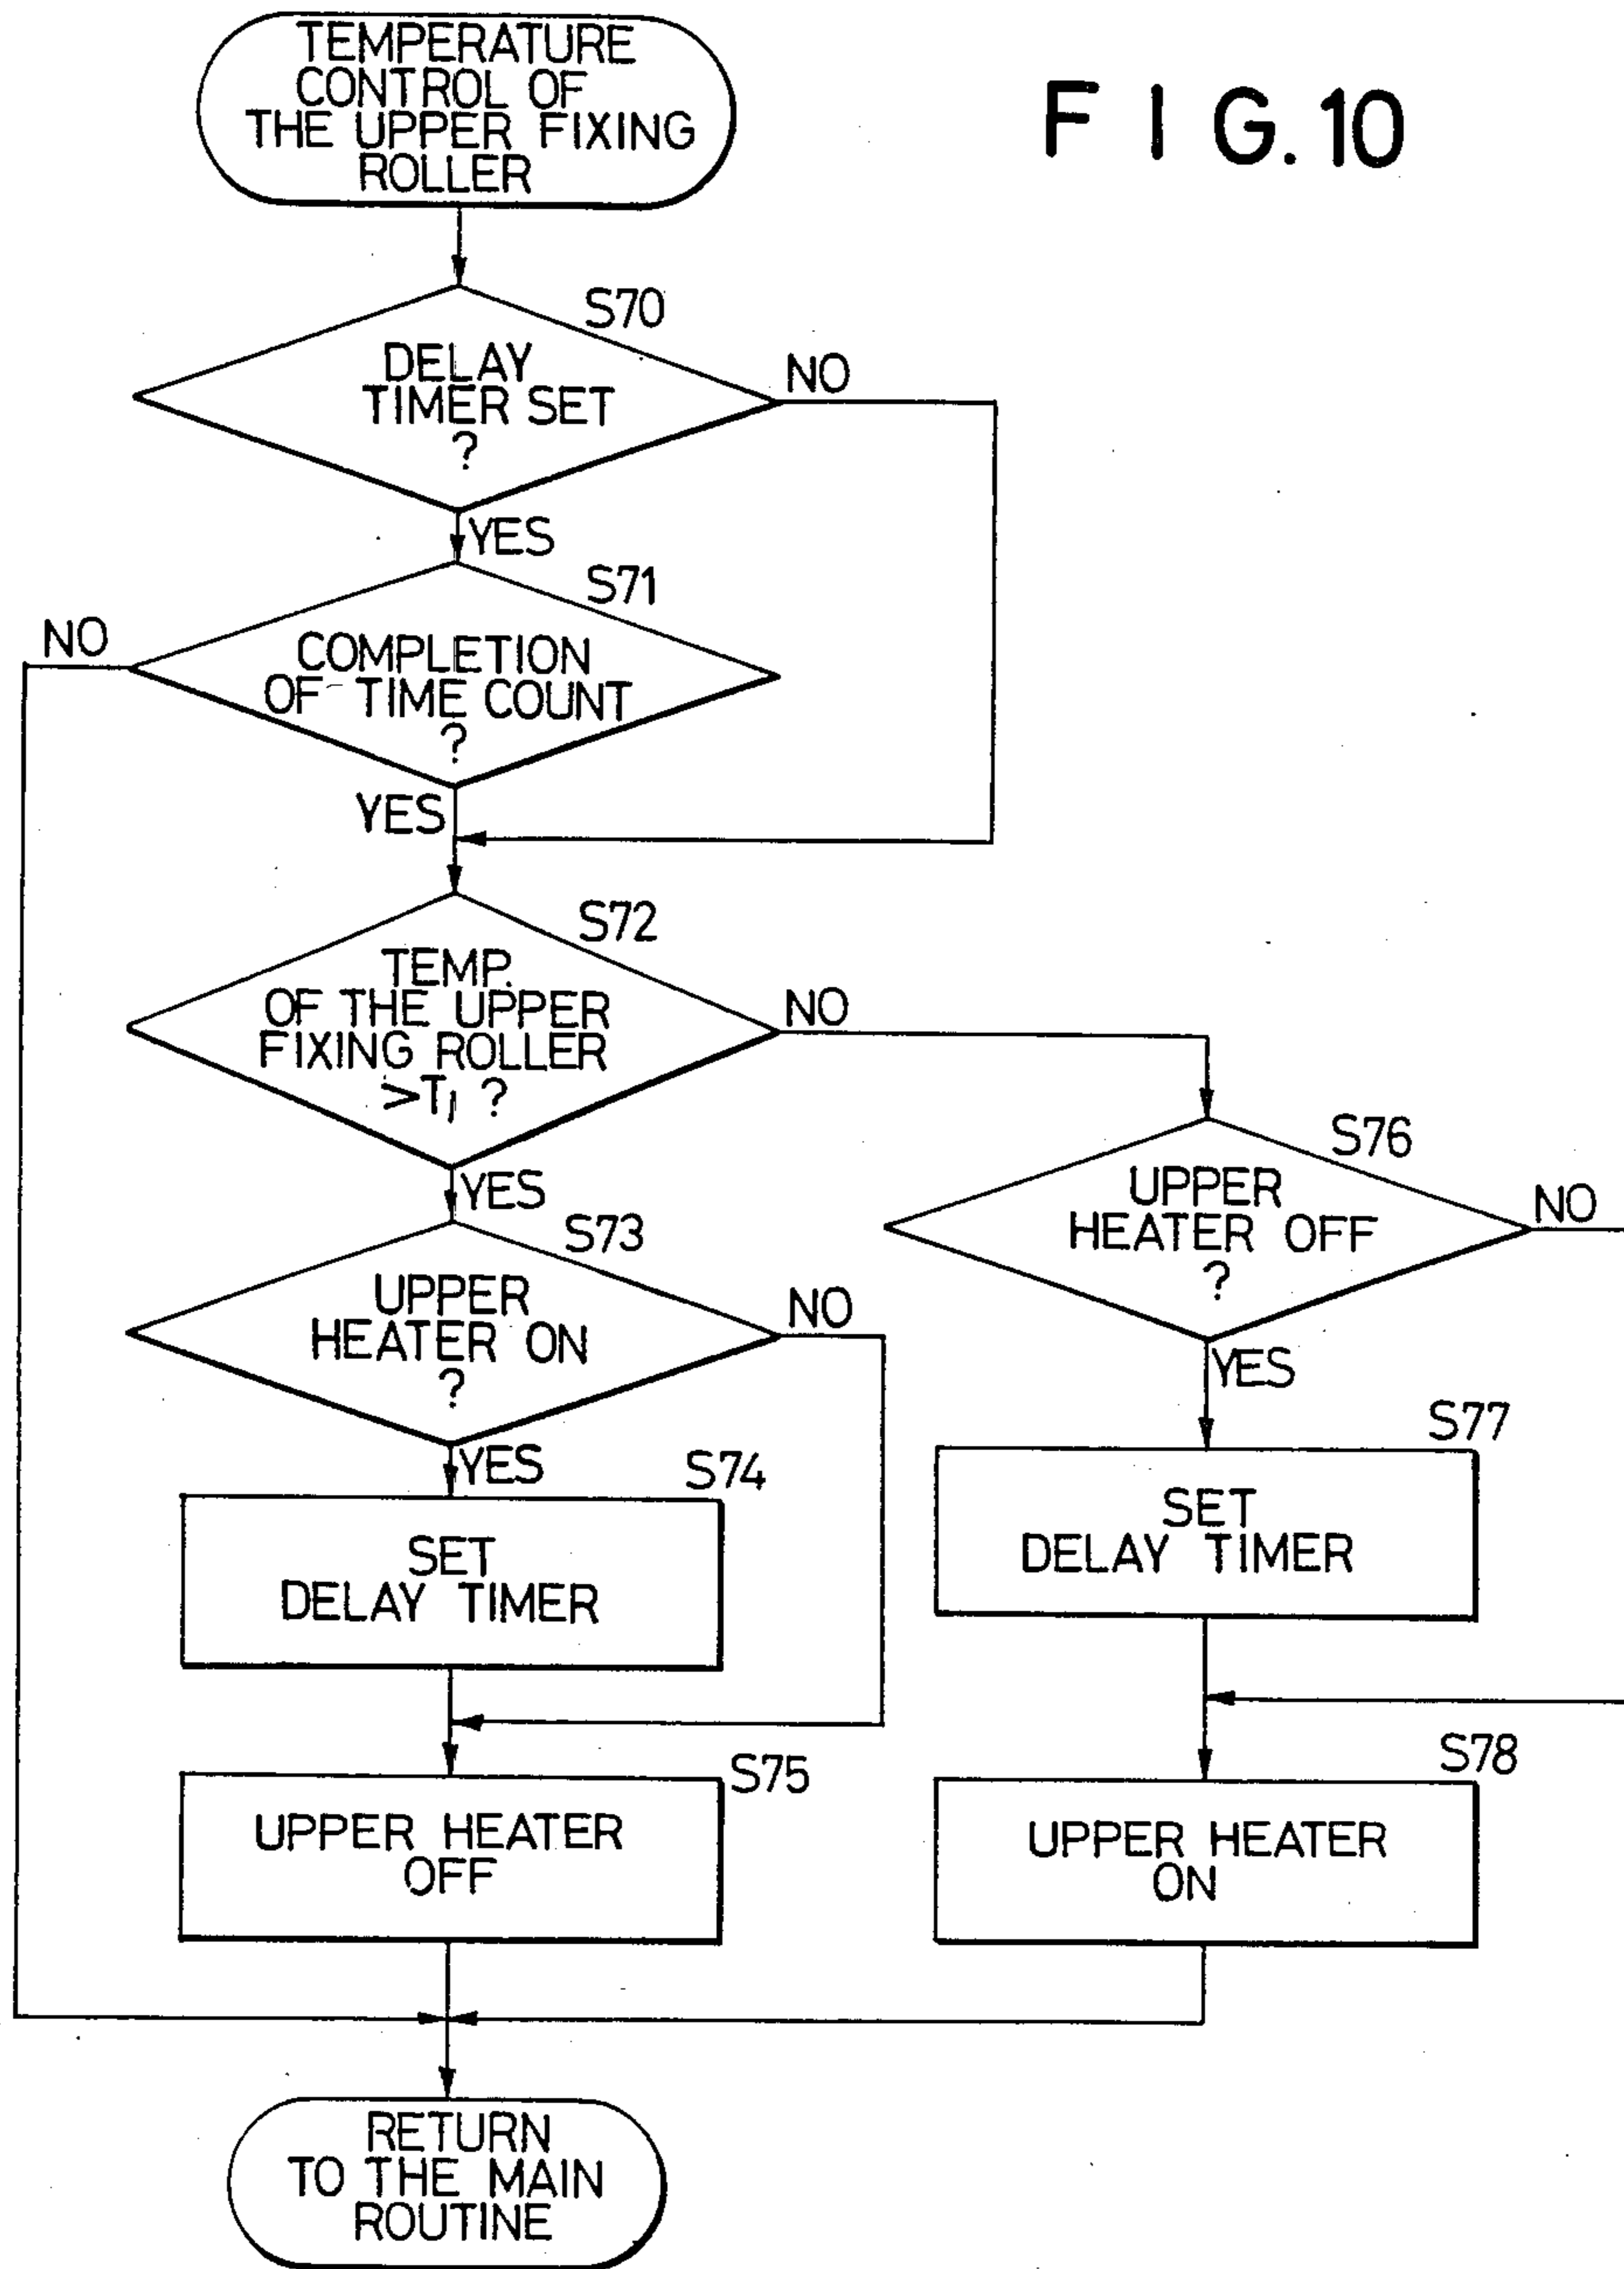 FIG.10
TEMPERATURE
CONTROL OF
THE UPPER FIXING
ROLLER
S70
DELAY
TIMER SET
?
NO
YES
S71
COMPLETION
OF TIME COUNT
?
NO
YES
S72
TEMP.
OF THE UPPER
FIXING ROLLER
>Tj ?
NO
YES
S73
UPPER
HEATER ON
?
NO
YES
S74
SET
DELAY TIMER
S75
UPPER HEATER
OFF
S76
UPPER
HEATER OFF
?
NO
YES
S77
SET
DELAY TIMER
S78
UPPER HEATER
ON
RETURN
TO THE MAIN
ROUTINE